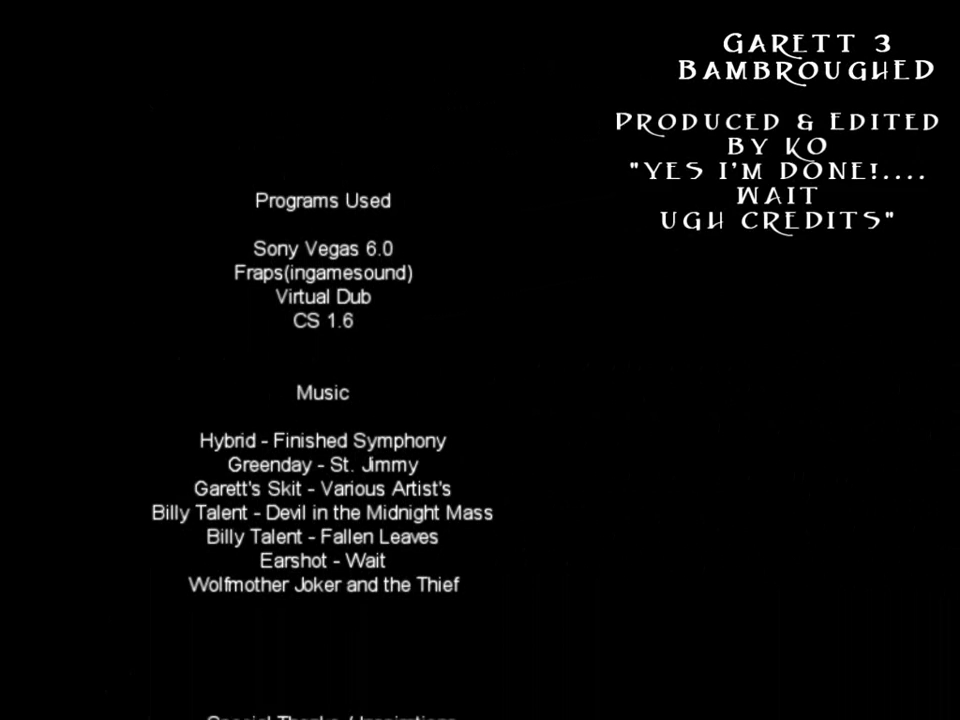 GARETT 3
BAMBROUGHED
PRODUCED & EDITED
BY KO
"YES I'M DONE!....
WAIT
UGH CREDITS"
Programs Used
Sony Vegas 6.0
Fraps(ingamesound)
Virtual Dub
CS 1.6
Music
Hybrid - Finished Symphony
Greenday - St. Jimmy
Garett's Skit - Various Artist's
Billy Talent - Devil in the Midnight Mass
Billy Talent - Fallen Leaves
Earshot - Wait
Wolfmother Joker and the Thief